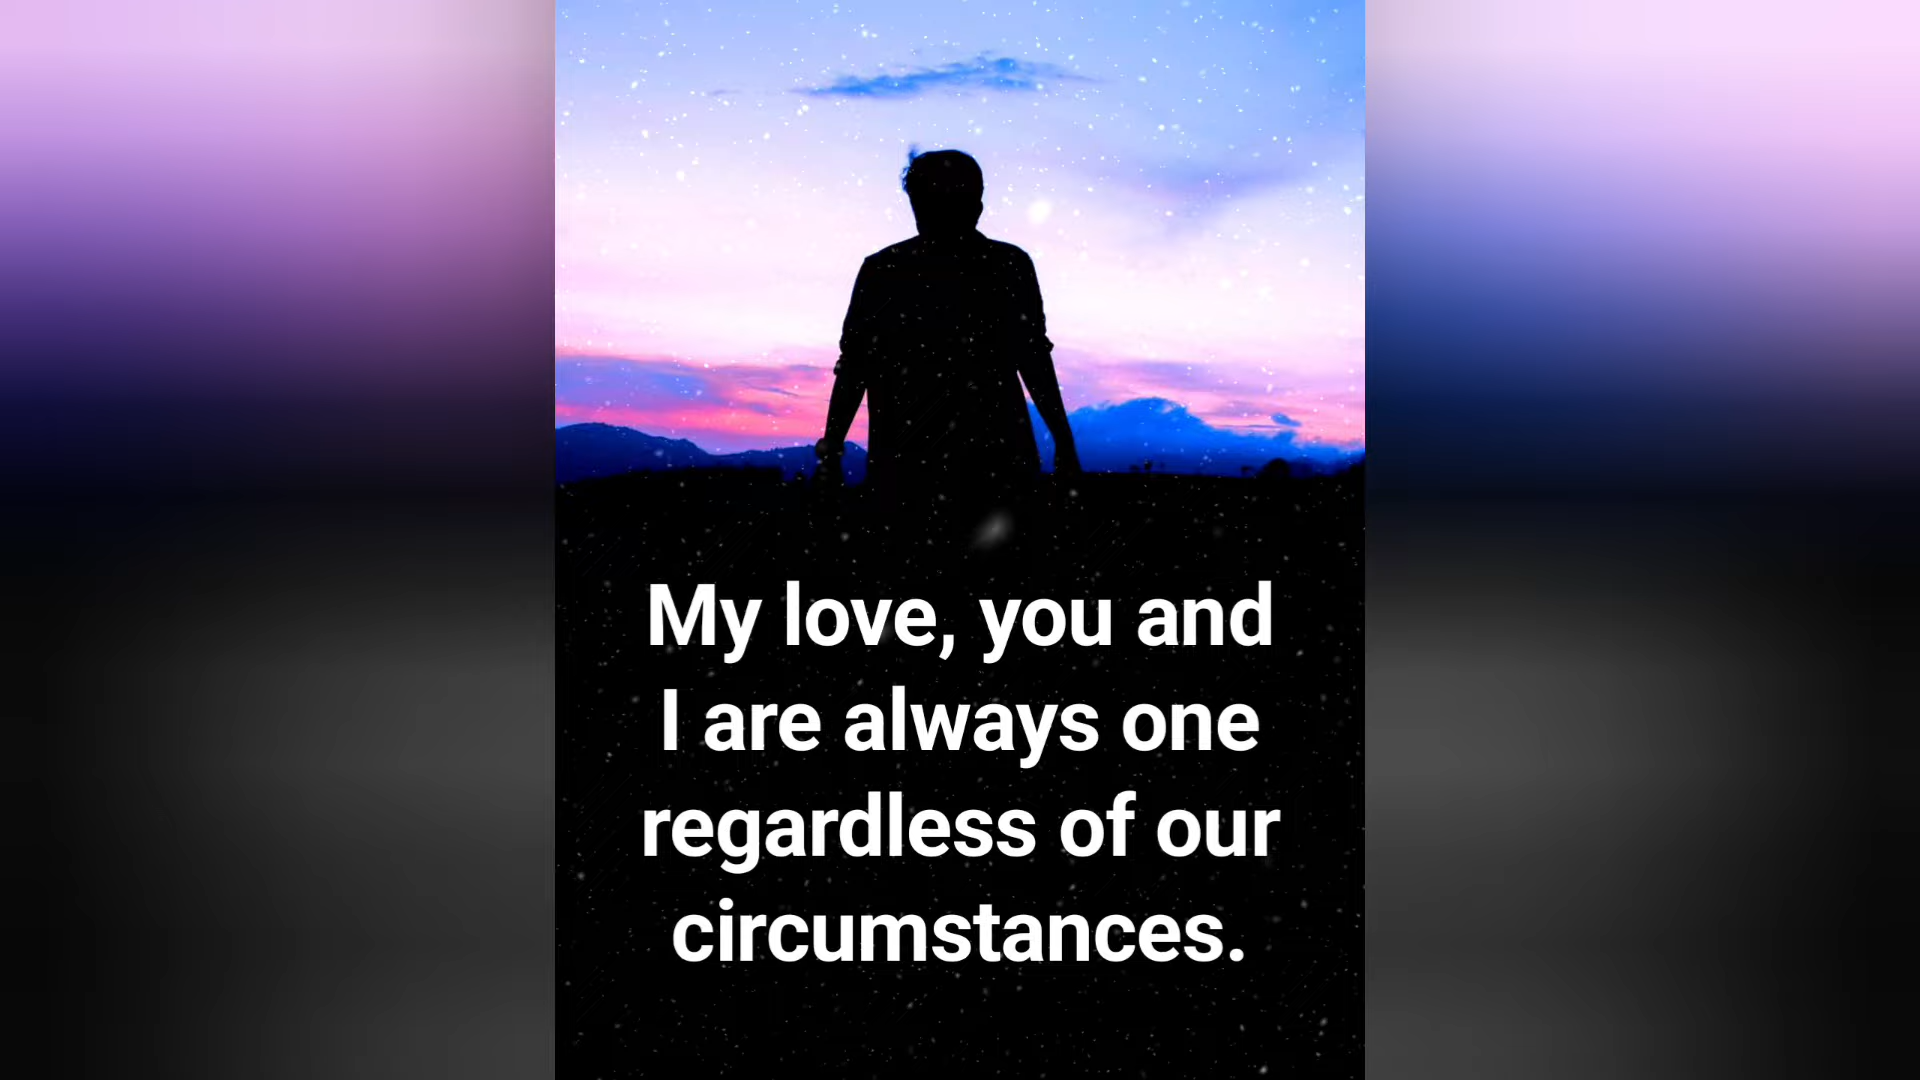 My love, you and
I are always one
regardless of our
circumstances.